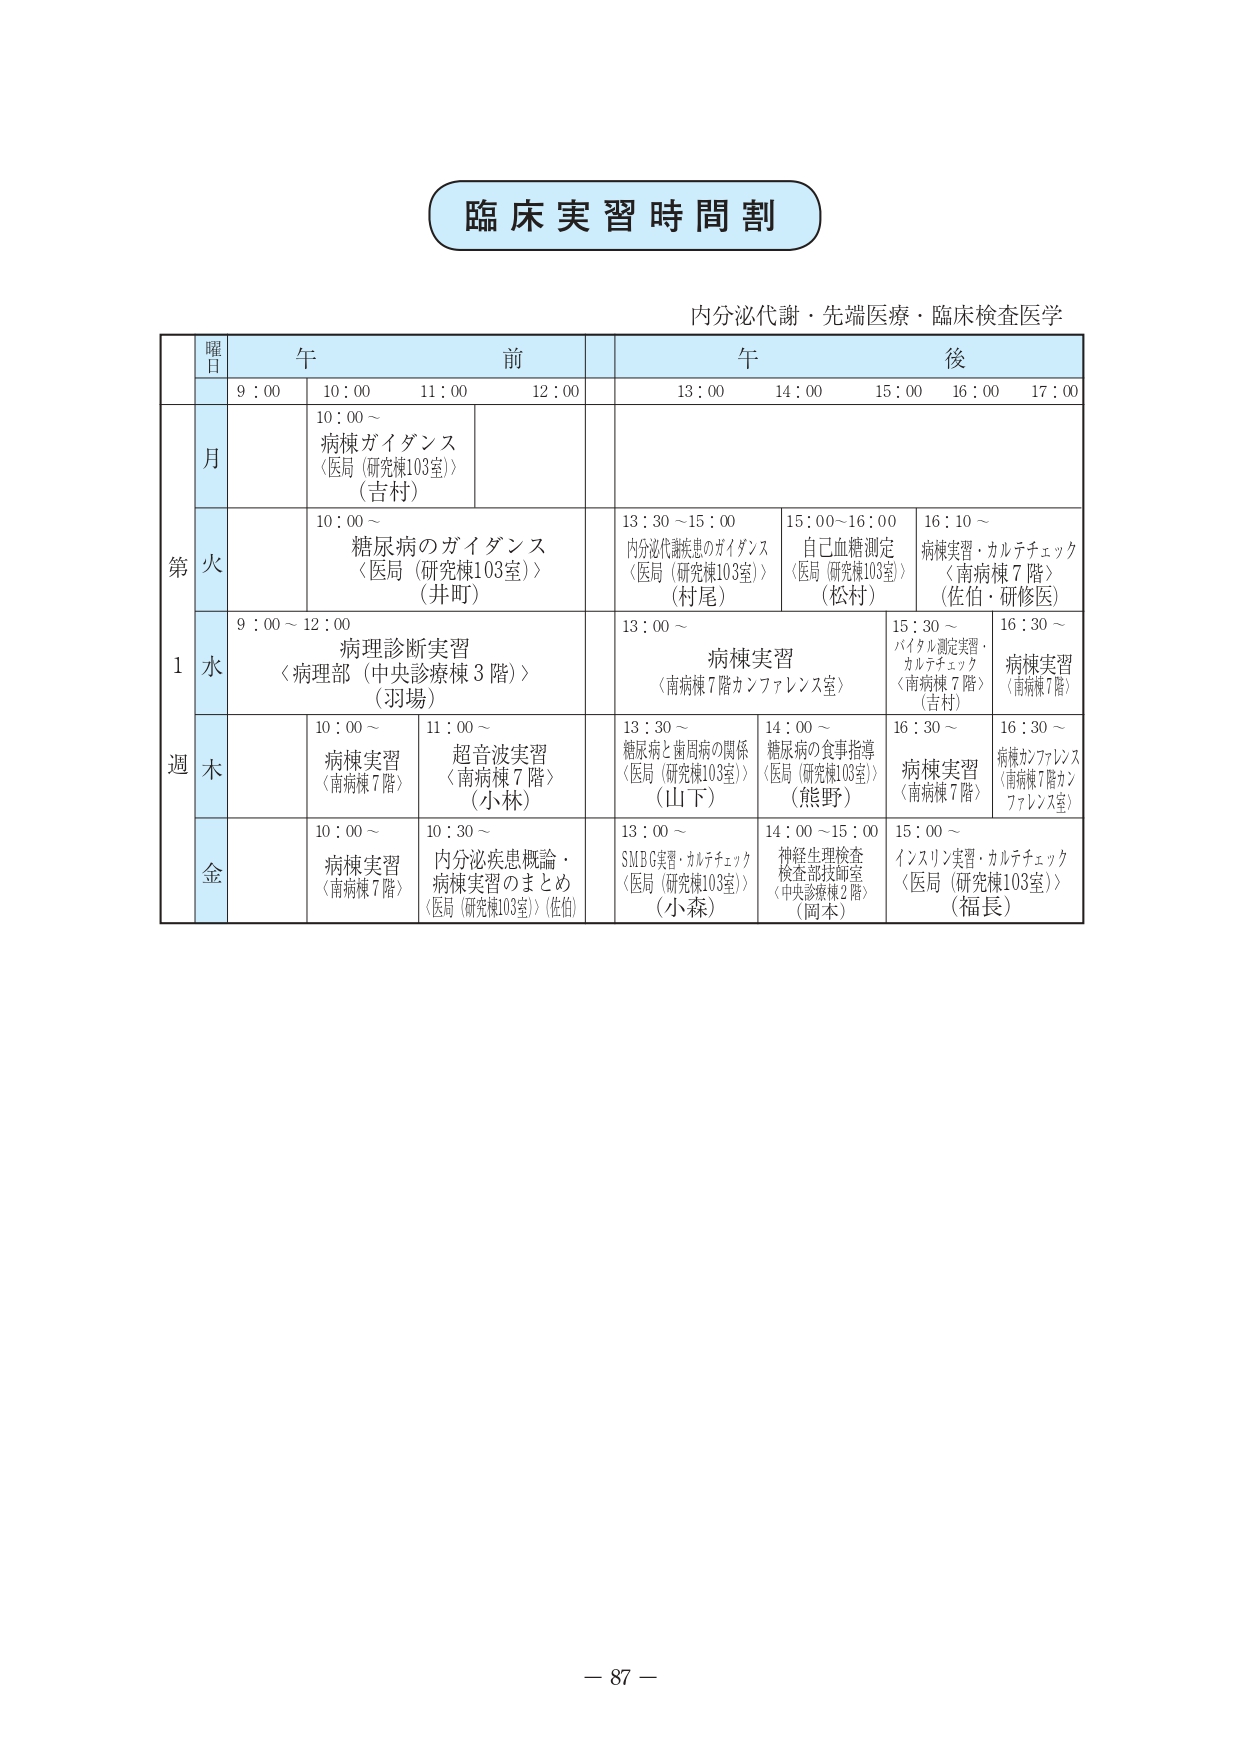 臨床実習時間割
内分泌代謝・先端医療・臨床検査医学
曜日
午前
午後
9：00 10：00 11：00 12：00 13：00 14：00 15：00 16：00 17：00
第1週
月
10：00～
病棟ガイダンス
〈医局（研究棟103室）〉
（吉村）
火
10：00～
糖尿病のガイダンス
〈医局（研究棟103室）〉
（井町）
13：30～15：00
内分泌代謝疾患のガイダンス
〈医局（研究棟103室）〉
（村尾）
15：00~16：00
自己血糖測定
〈医局（研究棟103室）〉
（松村）
16：10～
病棟実習・カルテチェック
〈南病棟７階〉
（佐伯・研修医）
水
9：00～12：00
病理診断実習
〈病理部（中央診療棟３階）〉
（羽場）
13：00～
病棟実習
〈南病棟７階カンファレンス室〉
15：30～
バイタル測定実習・
カルテチェック
〈南病棟７階〉
（吉村）
16：30～
病棟実習
〈南病棟７階〉
木
10：00～
病棟実習
〈南病棟７階〉
11：00～
超音波実習
〈南病棟７階〉
（小林）
13：30～
糖尿病と歯周病の関係
〈医局（研究棟103室）〉
（山下）
14：00～
糖尿病の食事指導
〈医局（研究棟103室）〉
（熊野）
16：30～
病棟実習
〈南病棟７階〉
16：30～
病棟カンファレンス
〈南病棟７階カン
ファレンス室〉
金
10：00～
病棟実習
〈南病棟７階〉
10：30～
内分泌疾患概論・
病棟実習のまとめ
〈医局（研究棟103室）〉（佐伯）
13：00～
SMBG実習・カルテチェック
〈医局（研究棟103室）〉
（小森）
14：00～15：00
神経生理検査
検査部技師室
〈中央診療棟２階〉
（岡本）
15：00～
インスリン実習・カルテチェック
〈医局（研究棟103室）〉
（福長）
― 87 ―